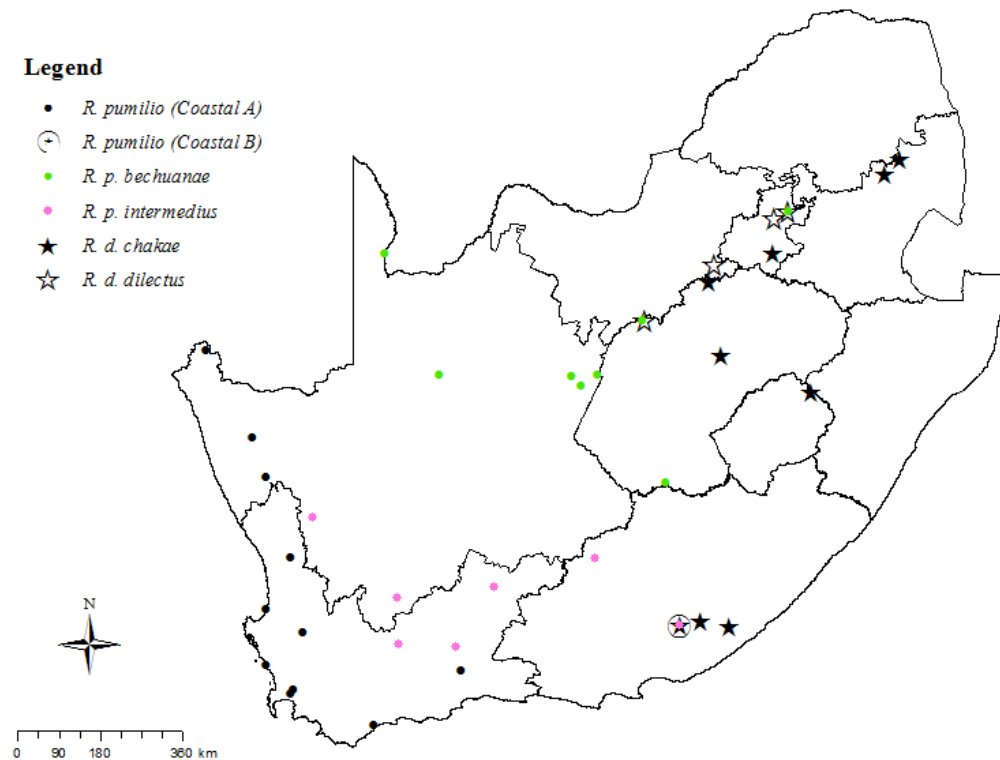 Legend
R. pumilio (Coastal A)
R. pumilio (Coastal B)
R. p. bechuanae
R. p. intermedius
R. d. chakae
R. d. dilectus
N
0 90 180 360 km